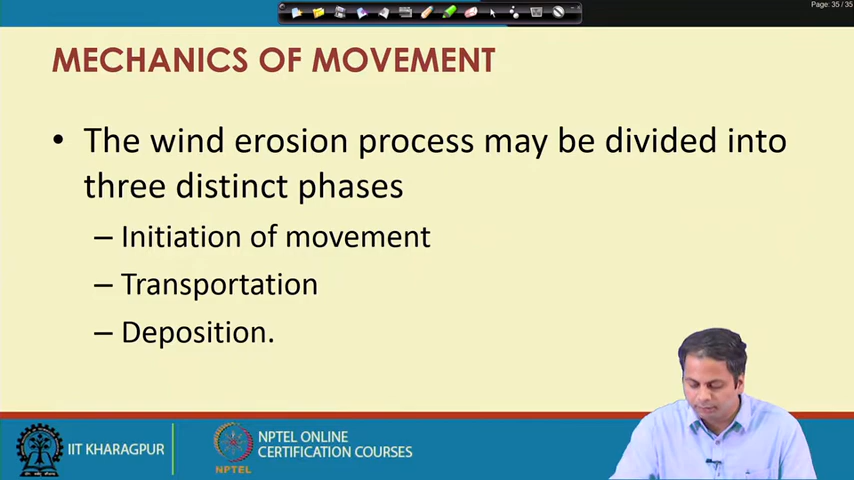 Page: 35 / 35
MECHANICS OF MOVEMENT
• The wind erosion process may be divided into
three distinct phases
– Initiation of movement
– Transportation
– Deposition.
IIT KHARAGPUR
NPTEL
NPTEL ONLINE
CERTIFICATION COURSES